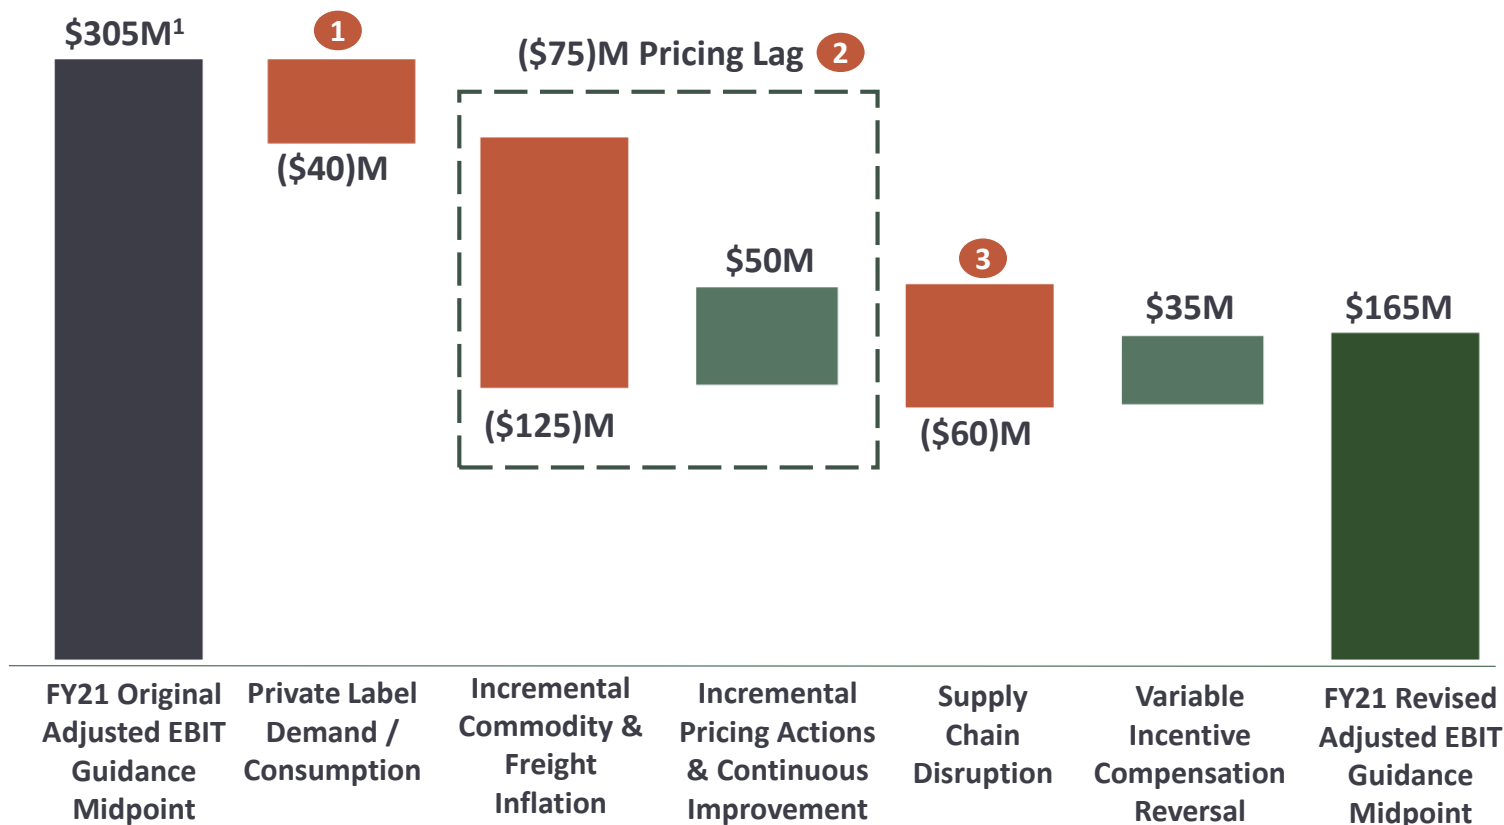 $305M¹
1
($75)M Pricing Lag 2
($40)M
$50M
3
$35M
$165M
($125)M
($60)M
FY21 Original
Adjusted EBIT
Guidance
Midpoint
Private Label
Demand /
Consumption
Incremental
Commodity &
Freight
Inflation
Incremental
Pricing Actions
& Continuous
Improvement
Supply
Chain
Disruption
Variable
Incentive
Compensation
Reversal
FY21 Revised
Adjusted EBIT
Guidance
Midpoint